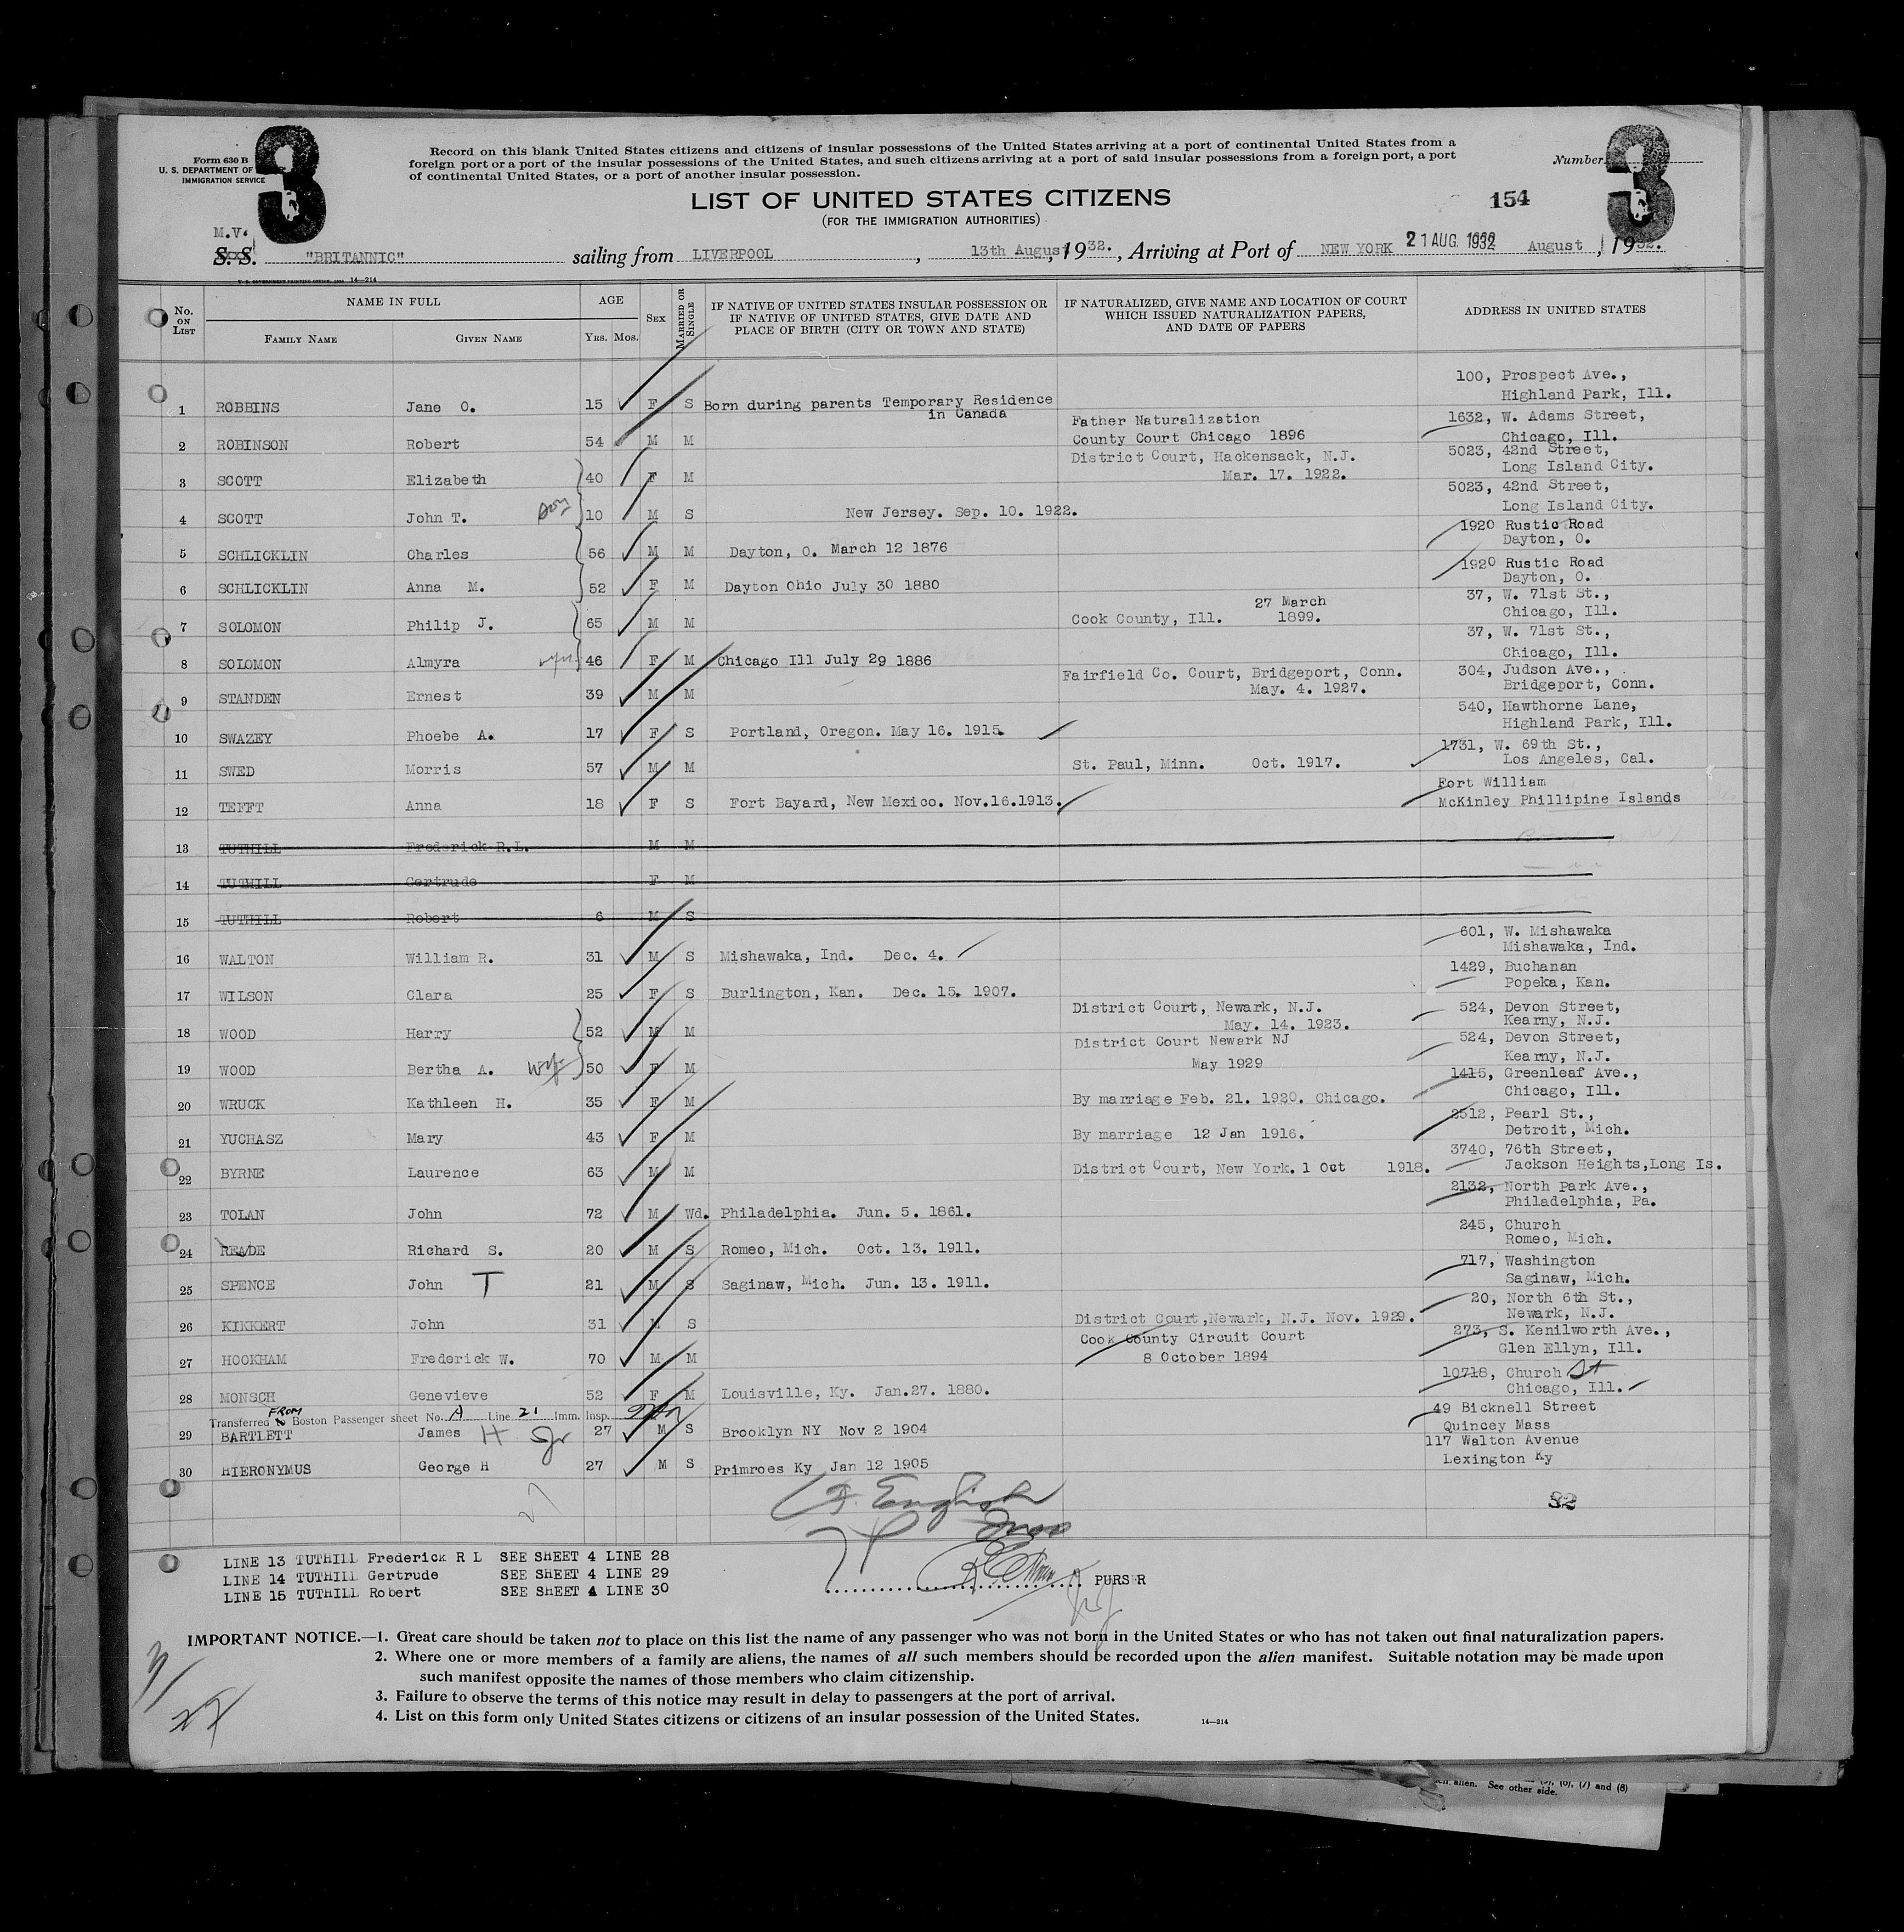 Form 630 B
U. S. DEPARTMENT OF
IMMIGRATION SERVICE
3
Record on this blank United States citizens and citizens of insular possessions of the United States arriving at a port of continental United States from a
foreign port or a port of the insular possessions of the United States, and such citizens arriving at a port of said insular possessions from a foreign port, a port
of continental United States, or a port of another insular possession.
Number
3
LIST OF UNITED STATES CITIZENS
(FOR THE IMMIGRATION AUTHORITIES)
154
M.V.
S. S. "BRITANNIC" sailing from LIVERPOOL, 13th August, 1932., Arriving at Port of NEW YORK 21 AUG. 1932 August, 1932.
14-214
No. ON LIST
NAME IN FULL
FAMILY NAME
GIVEN NAME
AGE
YRS. MOS.
SEX
MARRIED OR SINGLE
IF NATIVE OF UNITED STATES INSULAR POSSESSION OR
IF NATIVE OF UNITED STATES, GIVE DATE AND
PLACE OF BIRTH (CITY OR TOWN AND STATE)
IF NATURALIZED, GIVE NAME AND LOCATION OF COURT
WHICH ISSUED NATURALIZATION PAPERS,
AND DATE OF PAPERS
ADDRESS IN UNITED STATES
1 ROBBINS Jane O. 15 F S Born during parents Temporary Residence in Canada 100, Prospect Ave., Highland Park, Ill.
2 ROBINSON Robert 54 M M Father Naturalization County Court Chicago 1896 1632, W. Adams Street, Chicago, Ill.
3 SCOTT Elizabeth 40 F M District Court, Hackensack, N.J. Mar. 17. 1922. 5023, 42nd Street, Long Island City.
4 SCOTT John T. Son 10 M S New Jersey. Sep. 10. 1922. 5023, 42nd Street, Long Island City.
5 SCHLICKLIN Charles 56 M M Dayton, O. March 12 1876 1920 Rustic Road Dayton, O.
6 SCHLICKLIN Anna M. 52 F M Dayton Ohio July 30 1880 1920 Rustic Road Dayton, O.
7 SOLOMON Philip J. 65 M M Cook County, Ill. 27 March 1899. 37, W. 71st St., Chicago, Ill.
8 SOLOMON Almyra wife 46 F M Chicago Ill July 29 1886 37, W. 71st St., Chicago, Ill.
9 STANDEN Ernest 39 M M Fairfield Co. Court, Bridgeport, Conn. May. 4. 1927. 304, Judson Ave., Bridgeport, Conn.
10 SWAZEY Phoebe A. 17 F S Portland, Oregon. May 16. 1915. 540, Hawthorne Lane, Highland Park, Ill.
11 SWED Morris 57 M M St. Paul, Minn. Oct. 1917. 1731, W. 69th St., Los Angeles, Cal.
12 TEFFT Anna 18 F S Fort Bayard, New Mexico. Nov.16.1913. Fort William McKinley Phillipine Islands
13 TUTHILL Frederick R.L. M M
14 TUTHILL Gertrude F M
15 TUTHILL Robert 6 M S
16 WALTON William R. 31 M S Mishawaka, Ind. Dec. 4. 601, W. Mishawaka Mishawaka, Ind.
17 WILSON Clara 25 F S Burlington, Kan. Dec. 15. 1907. 1429, Buchanan Popeka, Kan.
18 WOOD Harry 52 M M District Court, Newark, N.J. May. 14. 1923. 524, Devon Street, Kearny, N.J.
19 WOOD Bertha A. wife 50 F M District Court Newark NJ May 1929 524, Devon Street, Kearny, N.J.
20 WRUCK Kathleen H. 35 F M By marriage Feb. 21. 1920. Chicago. 1415, Greenleaf Ave., Chicago, Ill.
21 YUCHASZ Mary 43 F M By marriage 12 Jan 1916. 2512, Pearl St., Detroit, Mich.
22 BYRNE Laurence 63 M M District Court, New York. 1 Oct 1918. 3740, 76th Street, Jackson Heights,Long Is.
23 TOLAN John 72 M Wd. Philadelphia. Jun. 5. 1861. 2132, North Park Ave., Philadelphia, Pa.
24 READE Richard S. 20 M S Romeo, Mich. Oct. 13. 1911. 245, Church Romeo, Mich.
25 SPENCE John T 21 M S Saginaw, Mich. Jun. 13. 1911. 717, Washington Saginaw, Mich.
26 KIKKERT John 31 M S District Court,Newark, N.J. Nov. 1929. 20, North 6th St., Newark, N.J.
27 HOOKHAM Frederick W. 70 M M Cook County Circuit Court 8 October 1894 273, S. Kenilworth Ave., Glen Ellyn, Ill.
28 MONSCH Genevieve 52 F M Louisville, Ky. Jan.27. 1880. 10718, Church St Chicago, Ill.
Transferred FROM Boston Passenger sheet No. A Line 21 Imm. Insp.
29 BARTLETT James H Jr 27 M S Brooklyn NY Nov 2 1904 49 Bicknell Street Quincey Mass
30 HIERONYMUS George H 27 M S Primroes Ky Jan 12 1905 117 Walton Avenue Lexington Ky
27
English
32
LINE 13 TUTHILL Frederick R L SEE SHEET 4 LINE 28
LINE 14 TUTHILL Gertrude SEE SHEET 4 LINE 29
LINE 15 TUTHILL Robert SEE SHEET 4 LINE 30
PURSER
IMPORTANT NOTICE.—1. Great care should be taken not to place on this list the name of any passenger who was not born in the United States or who has not taken out final naturalization papers.
2. Where one or more members of a family are aliens, the names of all such members should be recorded upon the alien manifest. Suitable notation may be made upon
such manifest opposite the names of those members who claim citizenship.
3. Failure to observe the terms of this notice may result in delay to passengers at the port of arrival.
4. List on this form only United States citizens or citizens of an insular possession of the United States.
14—214
alien. See other side.
(6), (7) and (8)